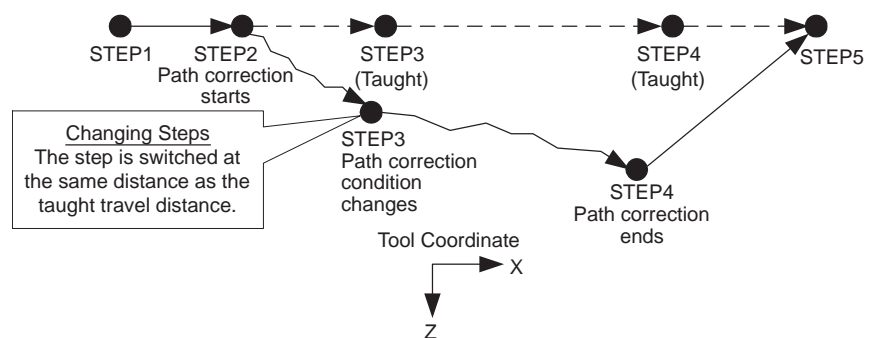 STEP1
STEP2
Path correction
starts
STEP3
(Taught)
STEP4
(Taught)
STEP5
Changing Steps
The step is switched at
the same distance as the
taught travel distance.
STEP3
Path correction
condition
changes
STEP4
Path correction
ends
Tool Coordinate
X
Z